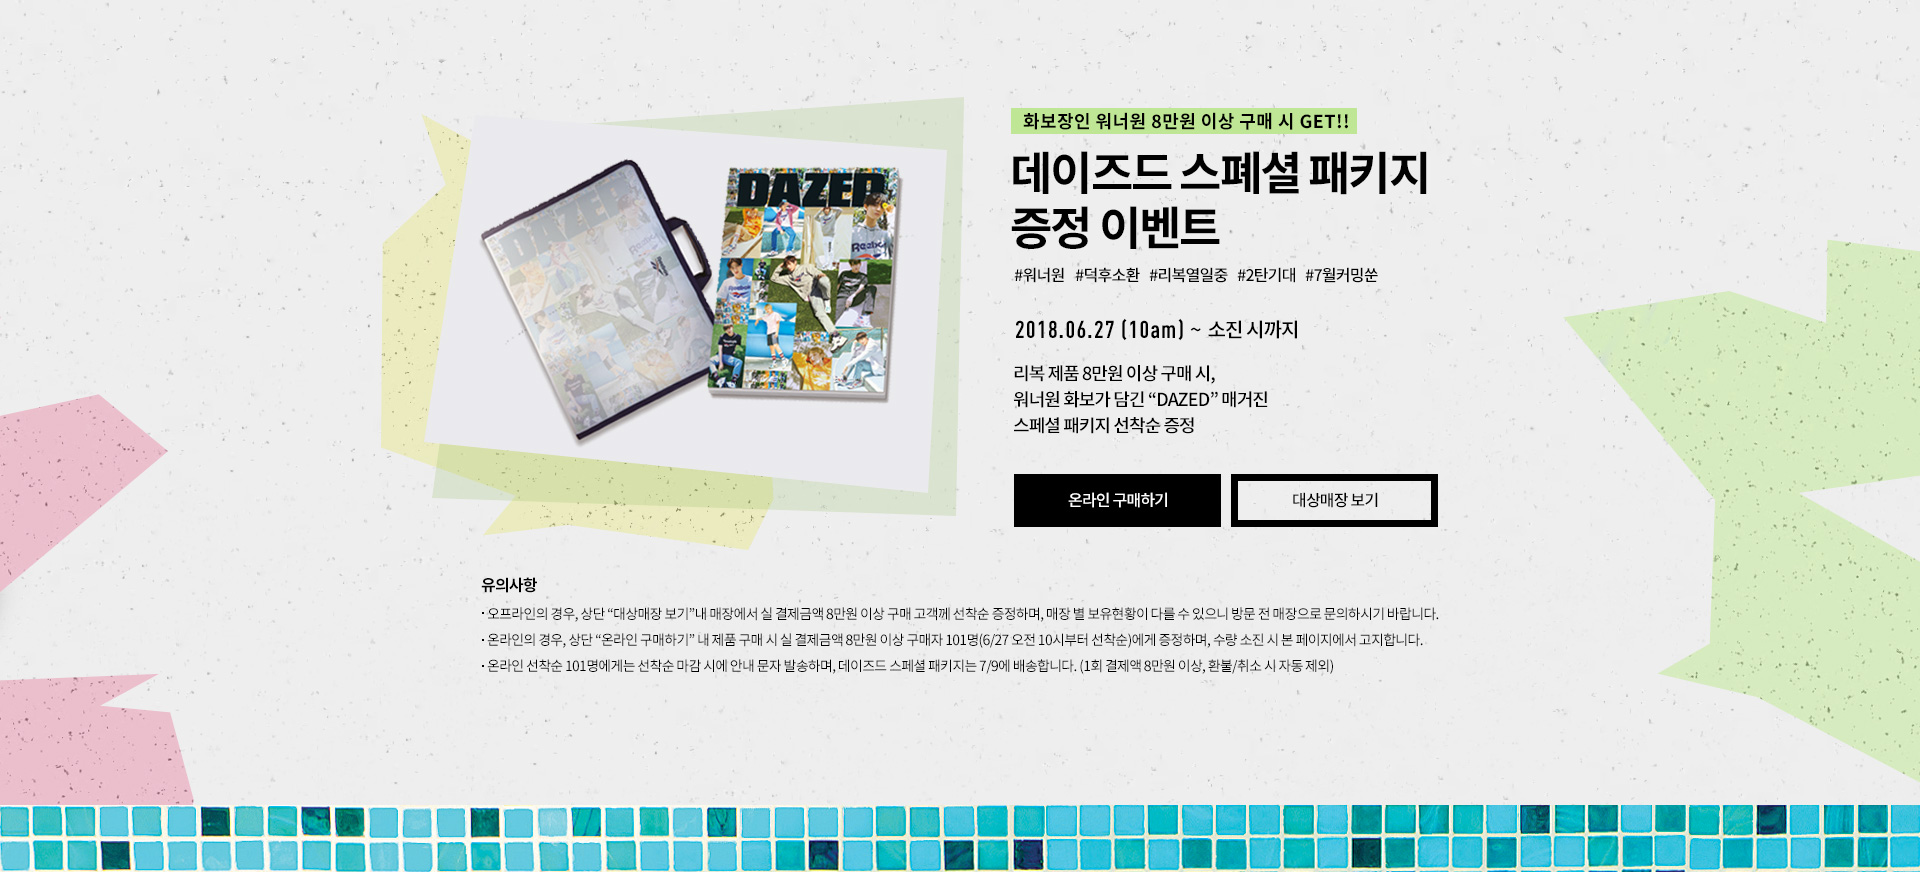 화보장인 워너원 8만원 이상 구매 시 GET!!
데이즈드 스폐셜 패키지
증정 이벤트
#워너원 #덕후소환 #리복열일중 #2탄기대 #7월커밍쑨
2018.06.27 (10am) ~ 소진 시까지
리복 제품 8만원 이상 구매 시,
워너원 화보가 담긴 “DAZED” 매거진
스페셜 패키지 선착순 증정
온라인 구매하기
대상매장 보기
DAZED
DAZED
Reebok
유의사항
· 오프라인의 경우, 상단 “대상매장 보기”내 매장에서 실 결제금액 8만원 이상 구매 고객께 선착순 증정하며, 매장 별 보유현황이 다를 수 있으니 방문 전 매장으로 문의하시기 바랍니다.
· 온라인의 경우, 상단 “온라인 구매하기” 내 제품 구매 시 실 결제금액 8만원 이상 구매자 101명(6/27 오전 10시부터 선착순)에게 증정하며, 수량 소진 시 본 페이지에서 고지합니다.
· 온라인 선착순 101명에게는 선착순 마감 시에 안내 문자 발송하며, 데이즈드 스페셜 패키지는 7/9에 배송합니다. (1회 결제액 8만원 이상, 환불/취소 시 자동 제외)